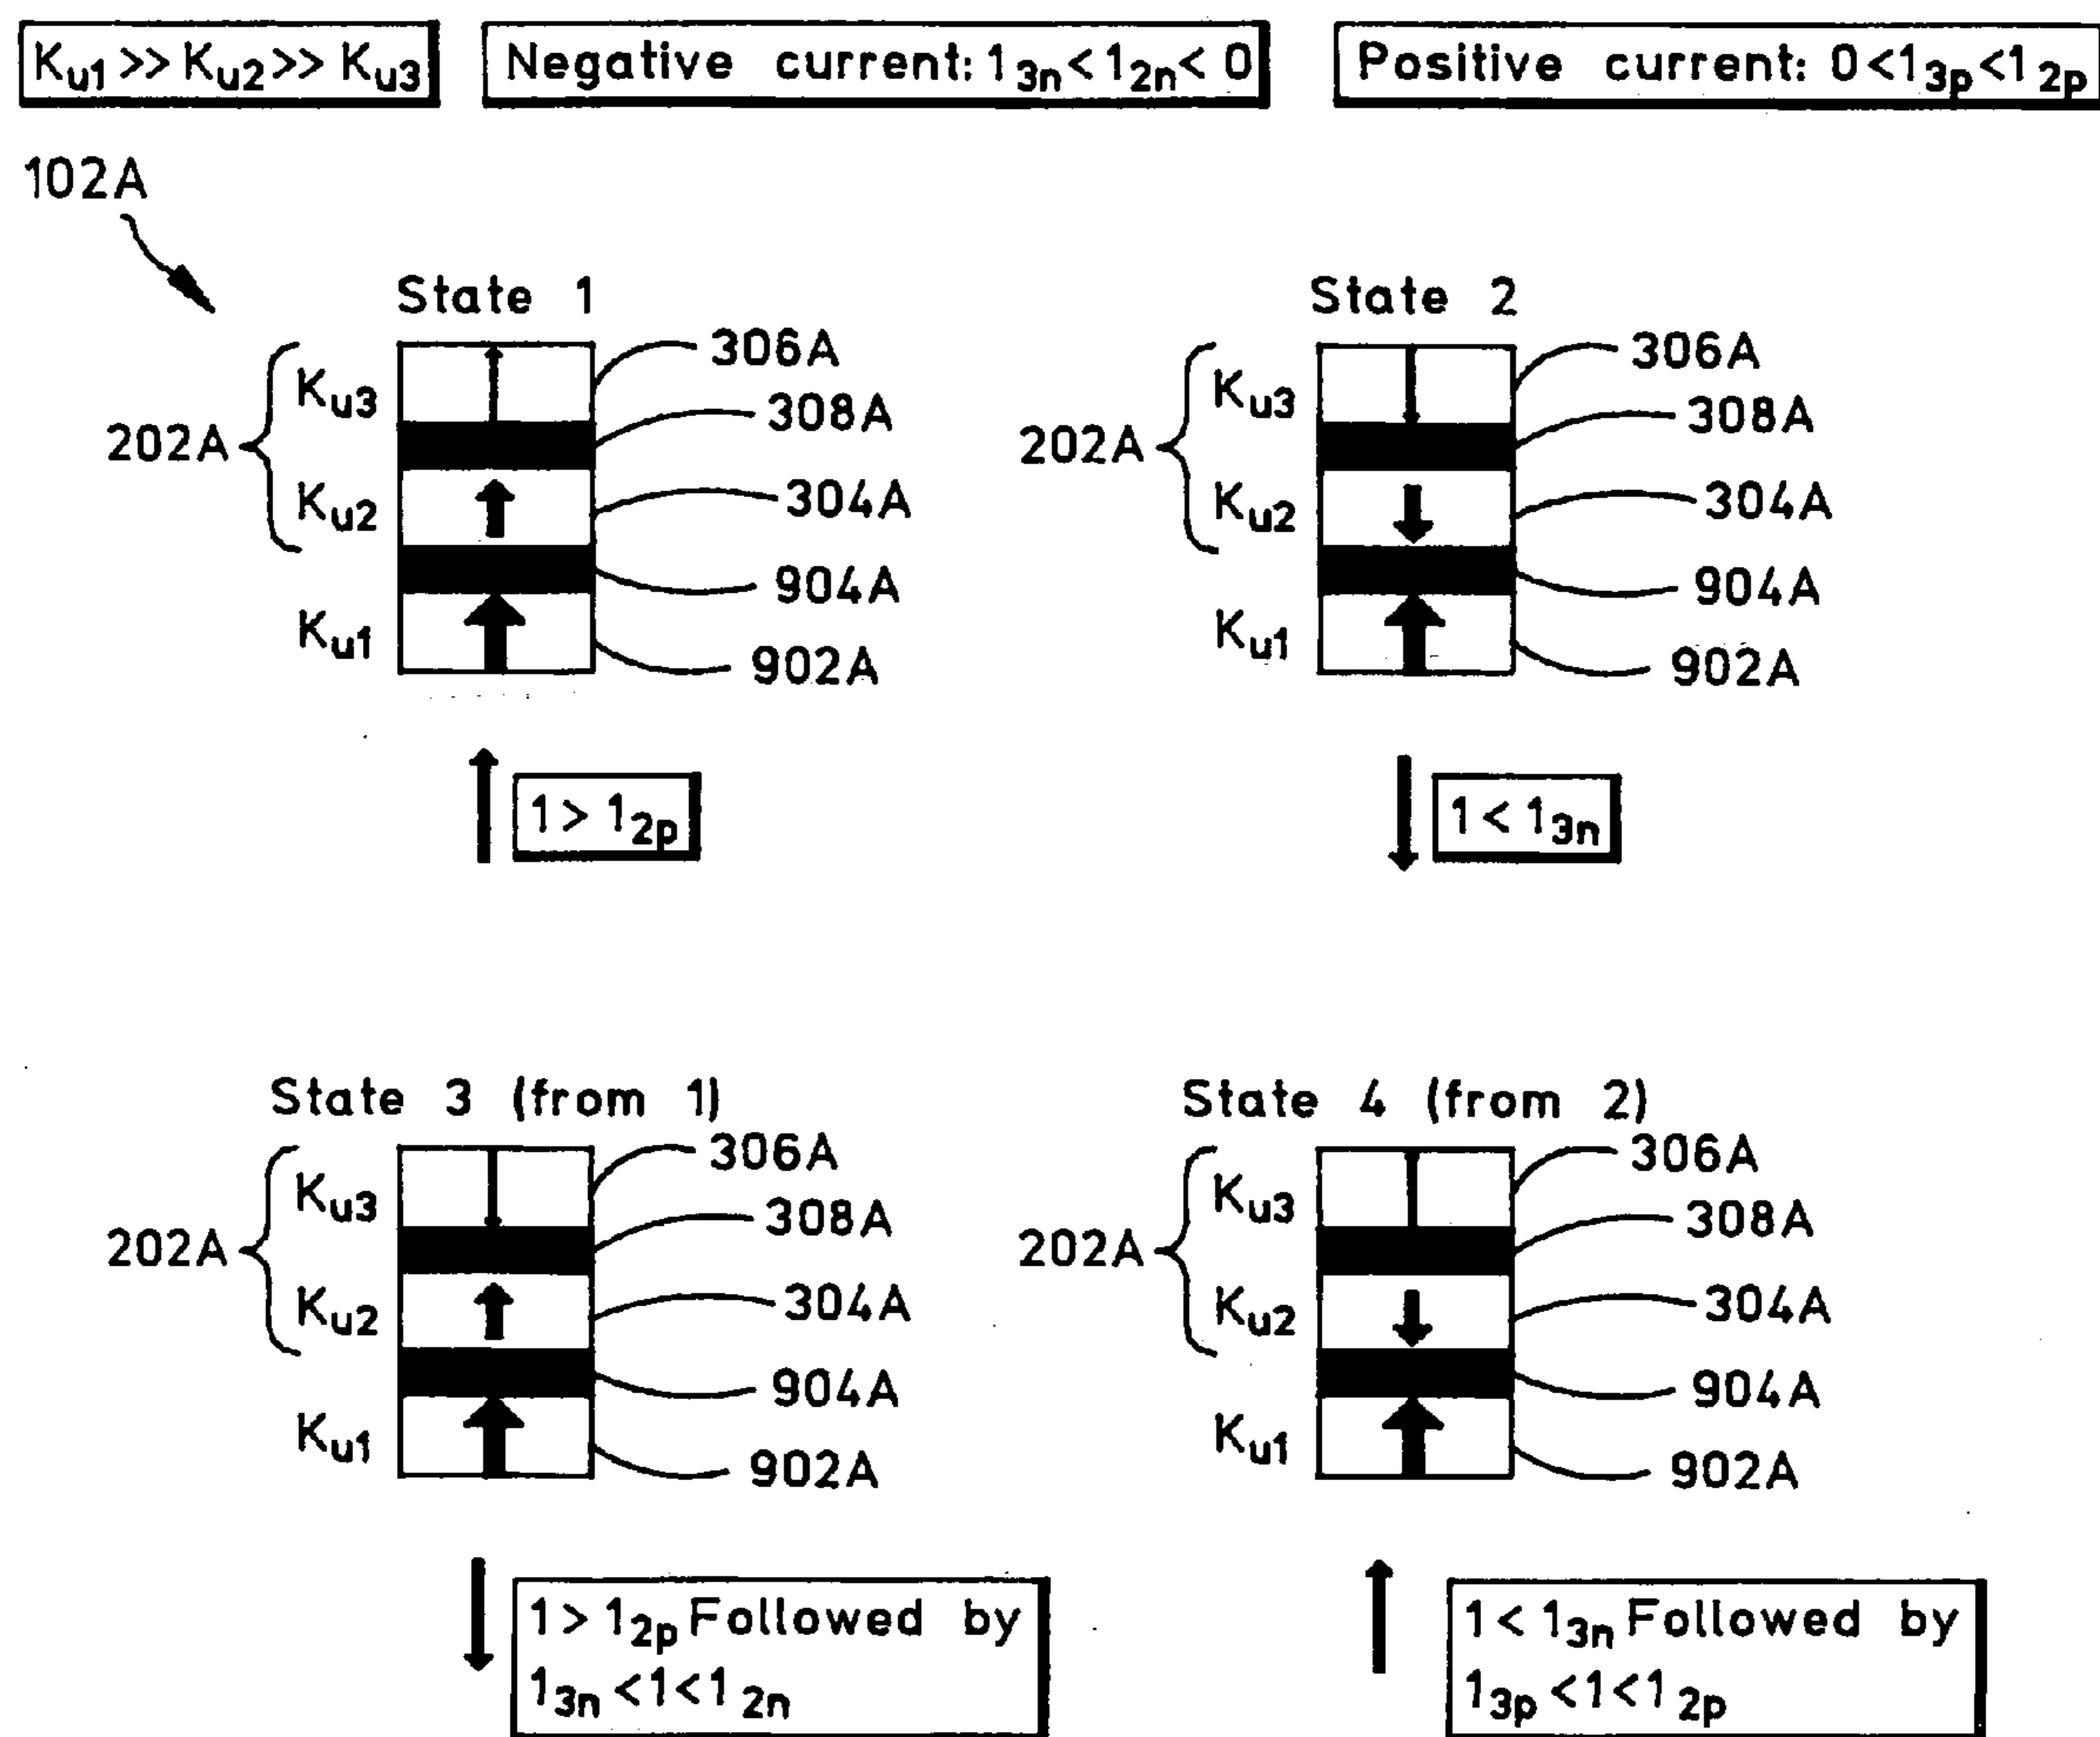 Ku1 >> Ku2 >> Ku3
Negative current: 13n < 12n < 0
Positive current: 0 < 13p < 12p
102A
State 1
202A
Ku3
Ku2
Ku1
306A
308A
304A
904A
902A
1 > 12p
State 2
202A
Ku3
Ku2
Ku1
306A
308A
304A
904A
902A
1 < 13n
State 3 (from 1)
202A
Ku3
Ku2
Ku1
306A
308A
304A
904A
902A
1 > 12p Followed by
13n < 1 < 12n
State 4 (from 2)
202A
Ku3
Ku2
Ku1
306A
308A
304A
904A
902A
1 < 13n Followed by
13p < 1 < 12p